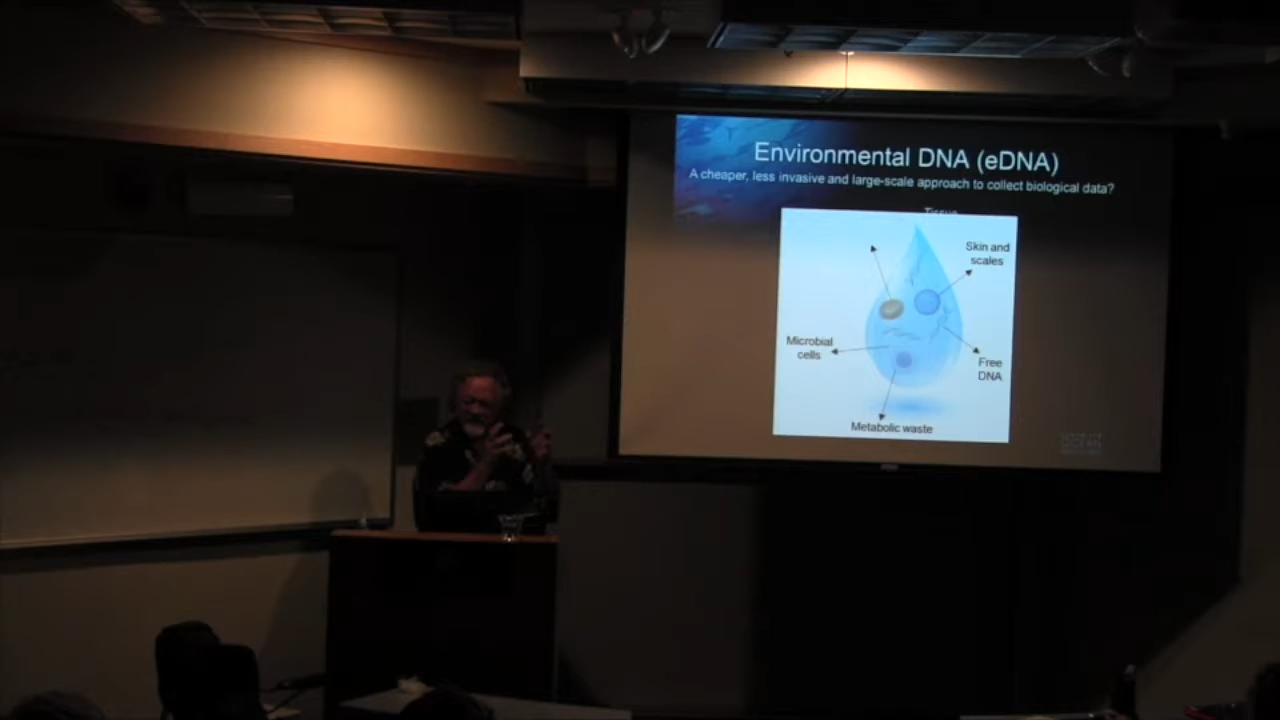 Environmental DNA (eDNA)
A cheaper, less invasive and large-scale approach to collect biological data?
Tissue
Skin and
scales
Microbial
cells
Free
DNA
Metabolic waste